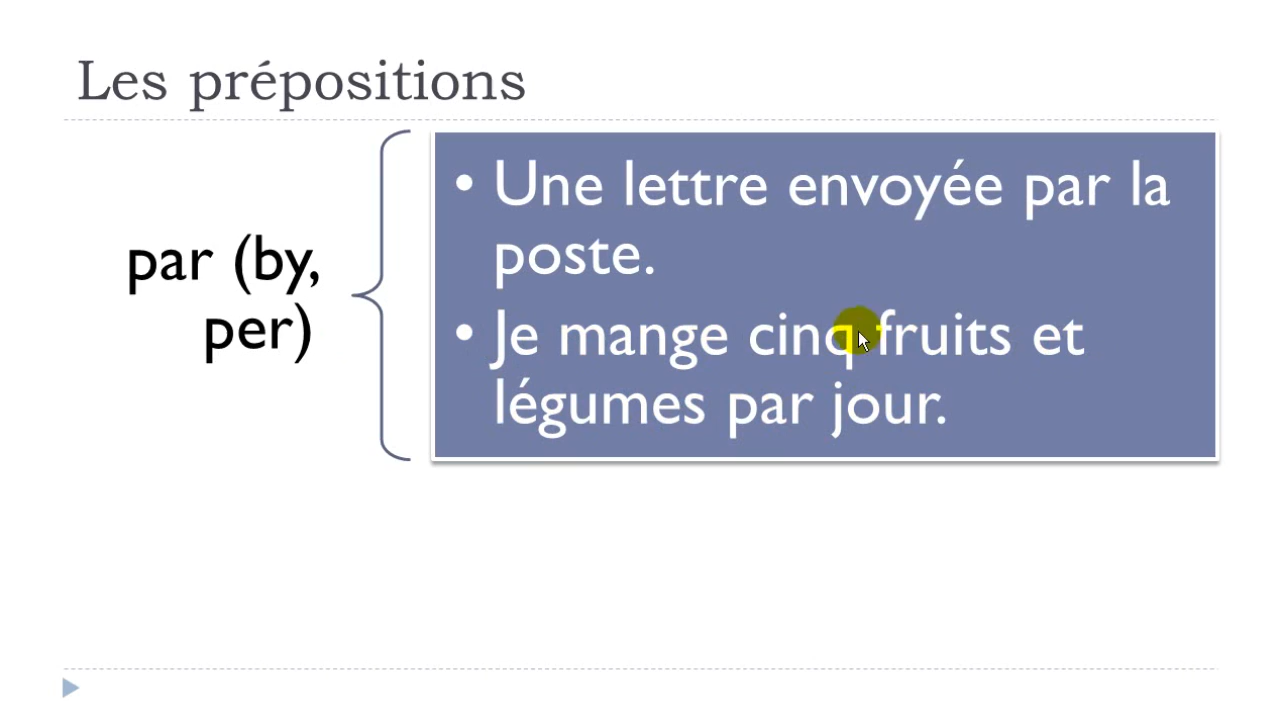 Les prépositions
par (by,
per)
• Une lettre envoyée par la
poste.
• Je mange cinq fruits et
légumes par jour.